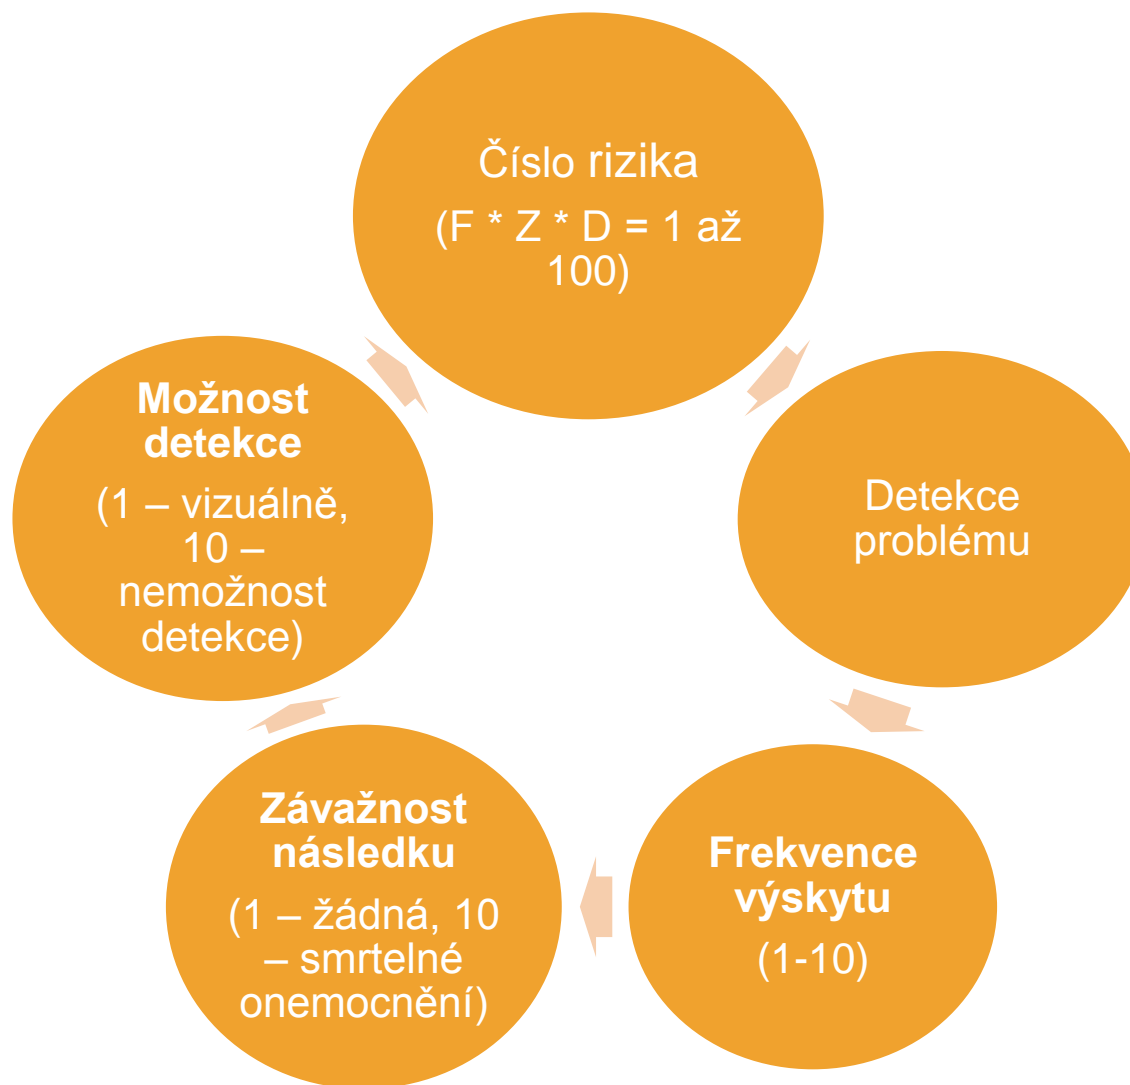 Číslo rizika
(F * Z * D = 1 až
100)
Detekce
problému
Frekvence
výskytu
(1-10)
Závažnost
následku
(1 – žádná, 10
– smrtelné
onemocnění)
Možnost
detekce
(1 – vizuálně,
10 –
nemožnost
detekce)